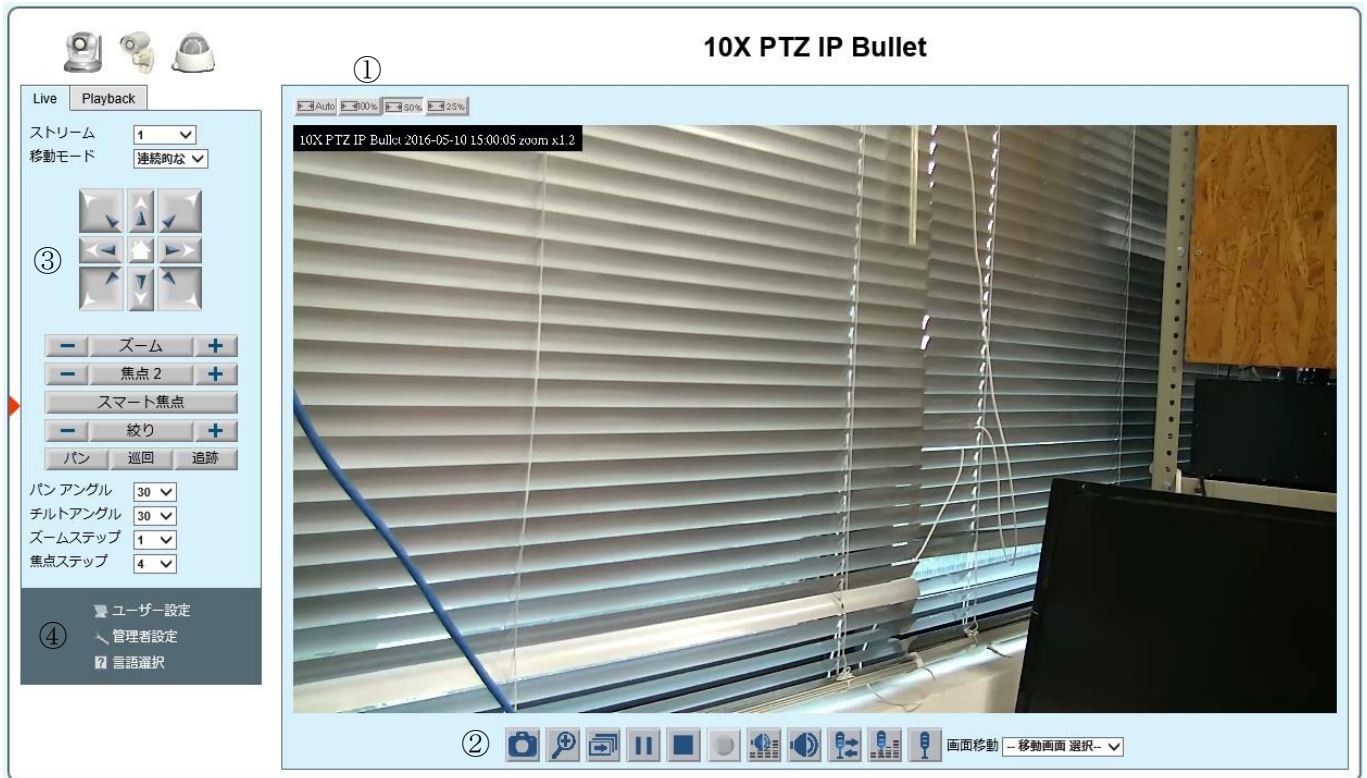 10X PTZ IP Bullet
①
Live Playback
Auto 100% 50% 25%
ストリーム 1
移動モード 連続的な
10X PTZ IP Bullet 2016-05-10 15:00:05 zoom x1.2
③
− ズーム +
− 焦点 2 +
スマート焦点
− 絞り +
パン 巡回 追跡
パン アングル 30
チルトアングル 30
ズームステップ 1
焦点ステップ 4
④
ユーザー設定
管理者設定
? 言語選択
② 画面移動 -- 移動画面 選択--